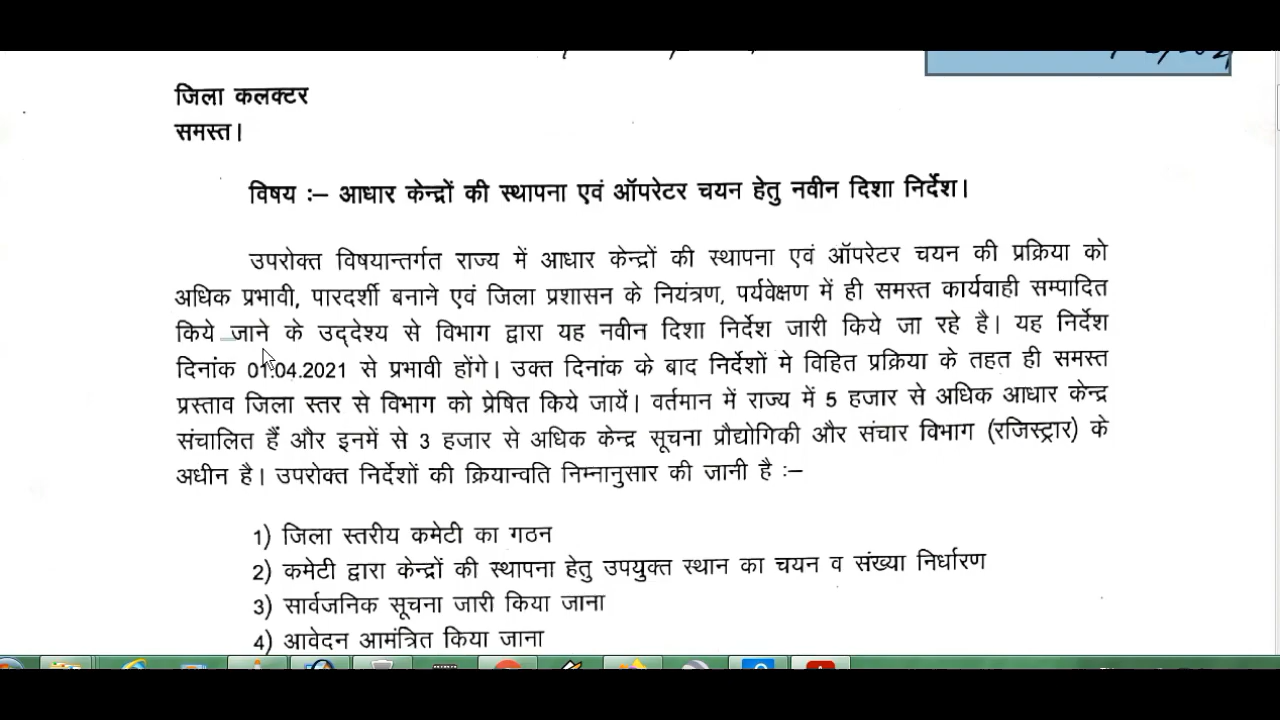 जिला कलक्टर
समस्त।
विषय :– आधार केन्द्रों की स्थापना एवं ऑपरेटर चयन हेतु नवीन दिशा निर्देश।
उपरोक्त विषयान्तर्गत राज्य में आधार केन्द्रों की स्थापना एवं ऑपरेटर चयन की प्रक्रिया को
अधिक प्रभावी, पारदर्शी बनाने एवं जिला प्रशासन के नियंत्रण, पर्यवेक्षण में ही समस्त कार्यवाही सम्पादित
किये जाने के उद्देश्य से विभाग द्वारा यह नवीन दिशा निर्देश जारी किये जा रहे है। यह निर्देश
दिनांक 01.04.2021 से प्रभावी होंगे। उक्त दिनांक के बाद निर्देशों मे विहित प्रक्रिया के तहत ही समस्त
प्रस्ताव जिला स्तर से विभाग को प्रेषित किये जायें। वर्तमान में राज्य में 5 हजार से अधिक आधार केन्द्र
संचालित हैं और इनमें से 3 हजार से अधिक केन्द्र सूचना प्रौद्योगिकी और संचार विभाग (रजिस्ट्रार) के
अधीन है। उपरोक्त निर्देशों की क्रियान्वति निम्नानुसार की जानी है :–
1) जिला स्तरीय कमेटी का गठन
2) कमेटी द्वारा केन्द्रों की स्थापना हेतु उपयुक्त स्थान का चयन व संख्या निर्धारण
3) सार्वजनिक सूचना जारी किया जाना
4) आवेदन आमंत्रित किया जाना